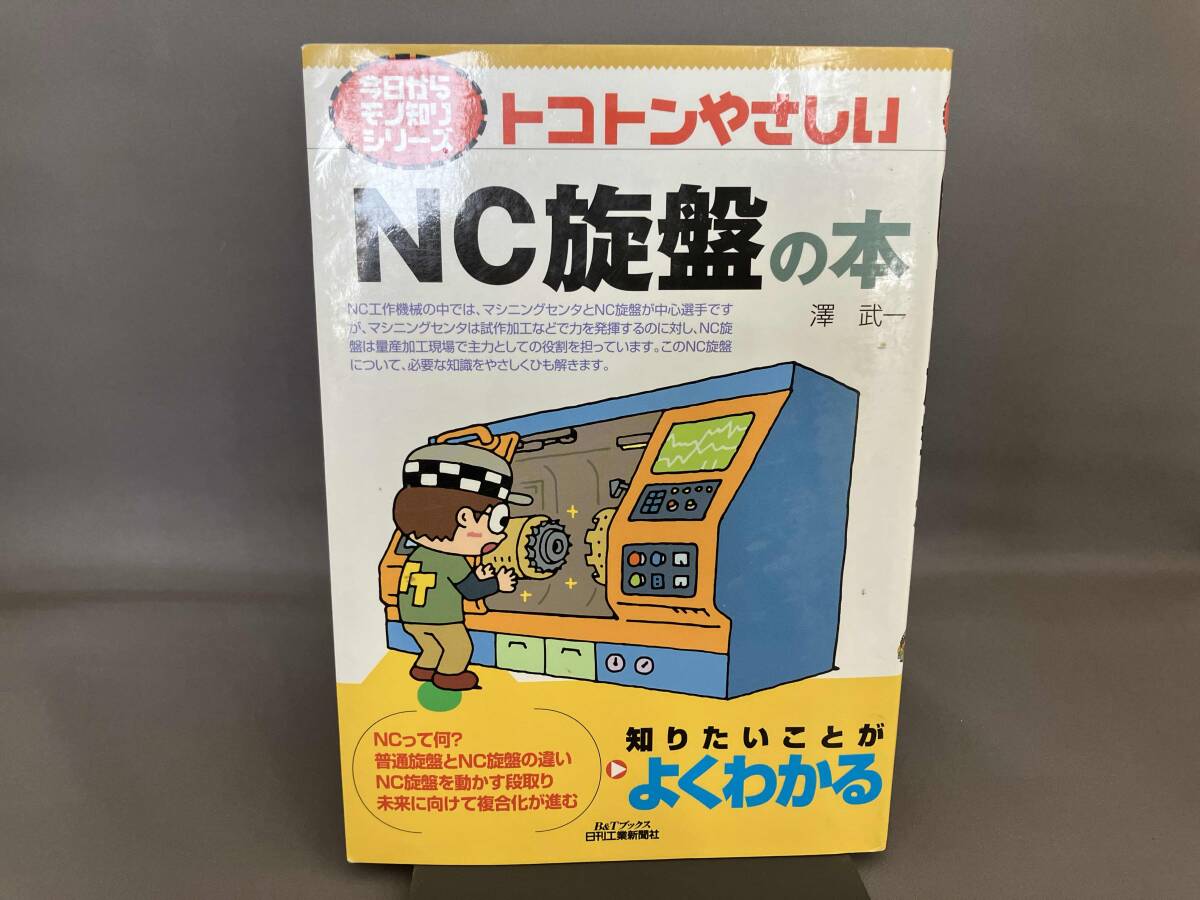 今日から
モノ知り
シリーズ
トコトンやさしい
NC旋盤の本
澤 武一
NC工作機械の中では、マシニングセンタとNC旋盤が中心選手です
が、マシニングセンタは試作加工などで力を発揮するのに対し、NC旋
盤は量産加工現場で主力としての役割を担っています。このNC旋盤
について、必要な知識をやさしくひも解きます。
FT
NCって何?
普通旋盤とNC旋盤の違い
NC旋盤を動かす段取り
未来に向けて複合化が進む
知りたいことが
よくわかる
B&Tブックス
日刊工業新聞社